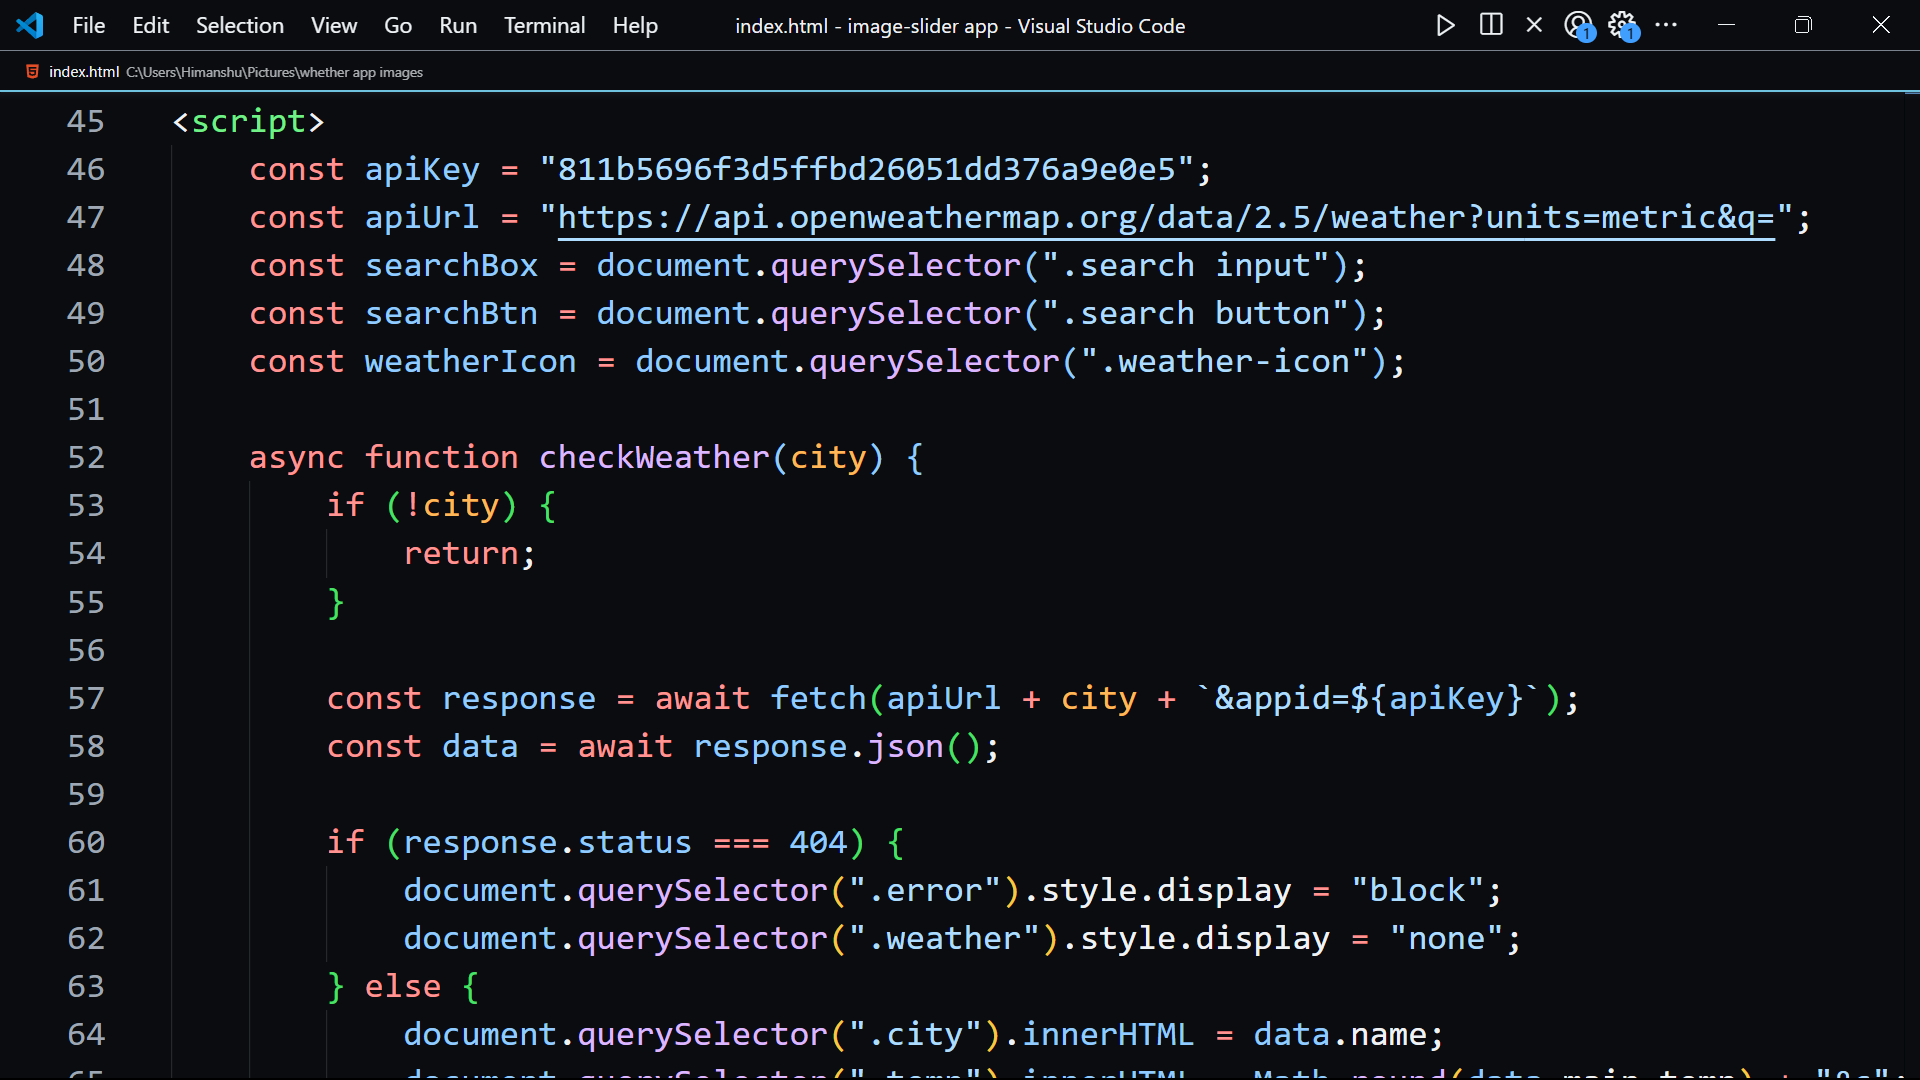 File Edit Selection View Go Run Terminal Help index.html - image-slider app - Visual Studio Code 1 1
index.html C:\Users\Himanshu\Pictures\whether app images
45 <script>
46 const apiKey = "811b5696f3d5ffbd26051dd376a9e0e5";
47 const apiUrl = "https://api.openweathermap.org/data/2.5/weather?units=metric&q=";
48 const searchBox = document.querySelector(".search input");
49 const searchBtn = document.querySelector(".search button");
50 const weatherIcon = document.querySelector(".weather-icon");
51
52 async function checkWeather(city) {
53 if (!city) {
54 return;
55 }
56
57 const response = await fetch(apiUrl + city + `&appid=${apiKey}`);
58 const data = await response.json();
59
60 if (response.status === 404) {
61 document.querySelector(".error").style.display = "block";
62 document.querySelector(".weather").style.display = "none";
63 } else {
64 document.querySelector(".city").innerHTML = data.name;